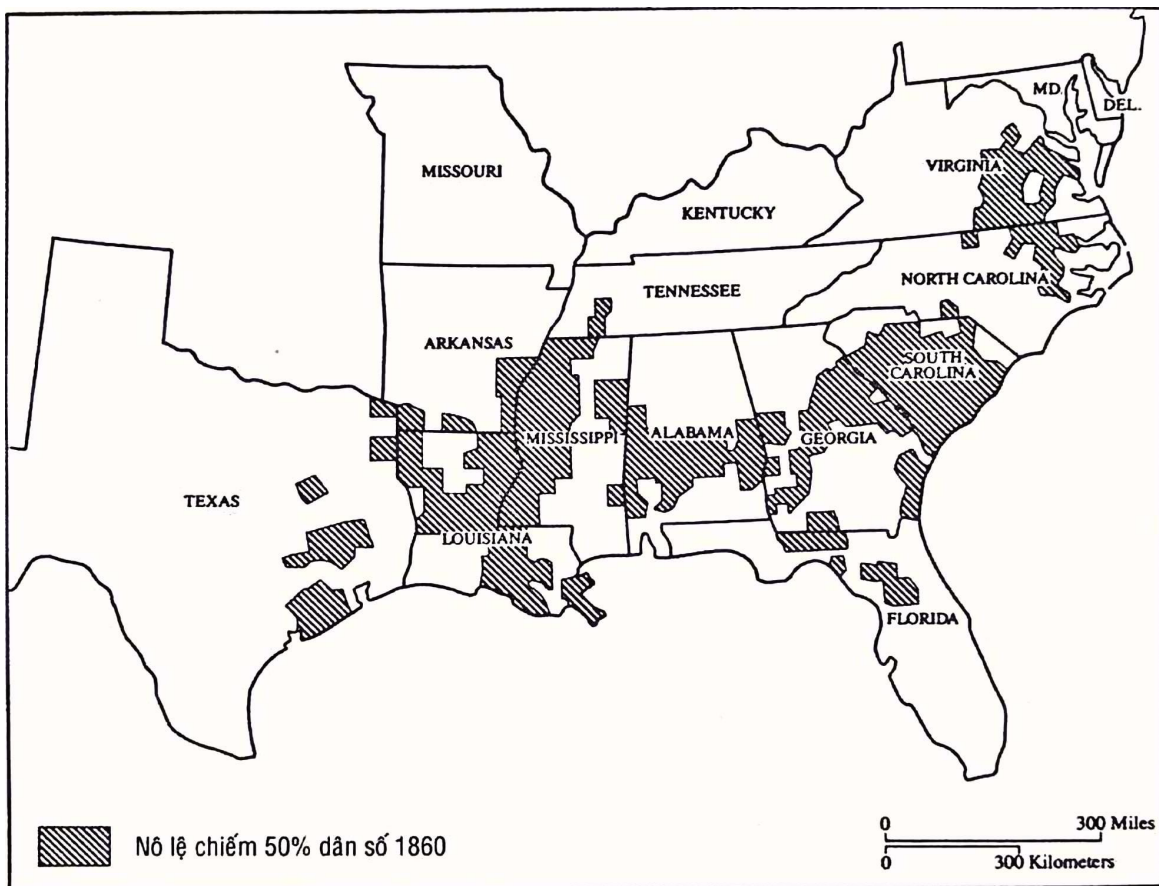 MD.
DEL.
VIRGINIA
MISSOURI
KENTUCKY
NORTH CAROLINA
TENNESSEE
ARKANSAS
SOUTH
CAROLINA
MISSISSIPPI
ALABAMA
GEORGIA
TEXAS
LOUISIANA
FLORIDA
Nô lệ chiếm 50% dân số 1860
0 300 Miles
0 300 Kilometers